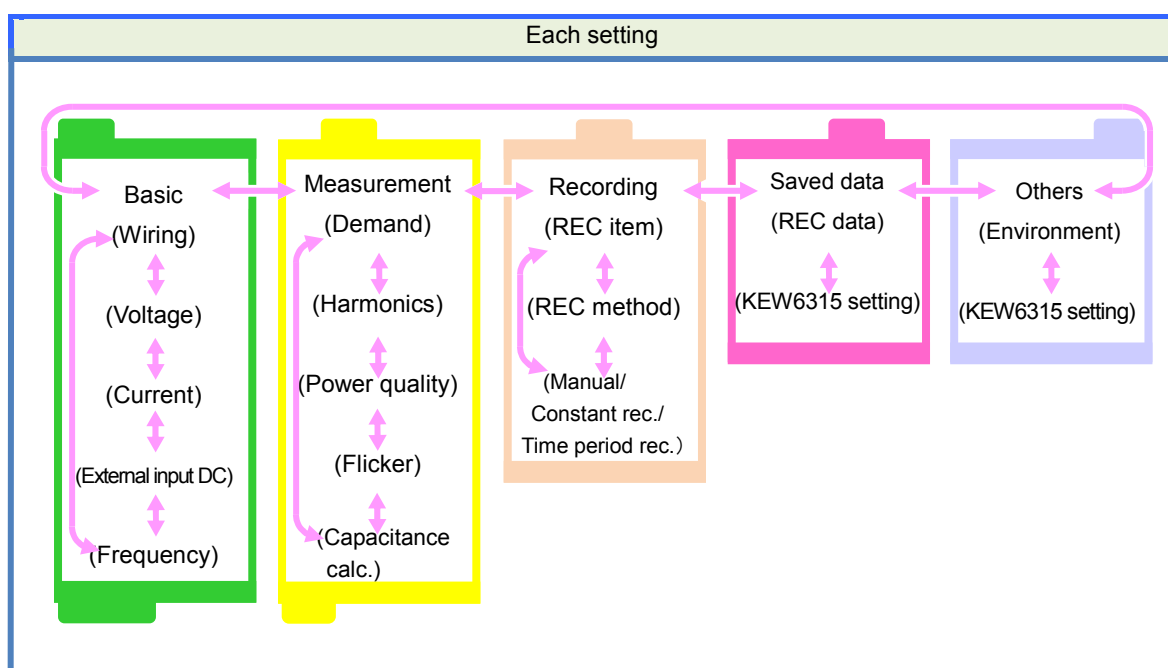 Each setting
Basic
(Wiring)
(Voltage)
(Current)
(External input DC)
(Frequency)
Measurement
(Demand)
(Harmonics)
(Power quality)
(Flicker)
(Capacitance
calc.)
Recording
(REC item)
(REC method)
(Manual/
Constant rec./
Time period rec.）
Saved data
(REC data)
(KEW6315 setting)
Others
(Environment)
(KEW6315 setting)